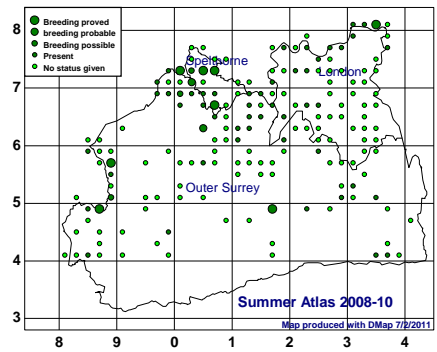 Breeding proved
breeding probable
Breeding possible
Present
No status given
8
7
6
5
4
3
Spelthorne
London
Outer Surrey
Summer Atlas 2008-10
Map produced with DMap 7/2/2011
8 9 0 1 2 3 4